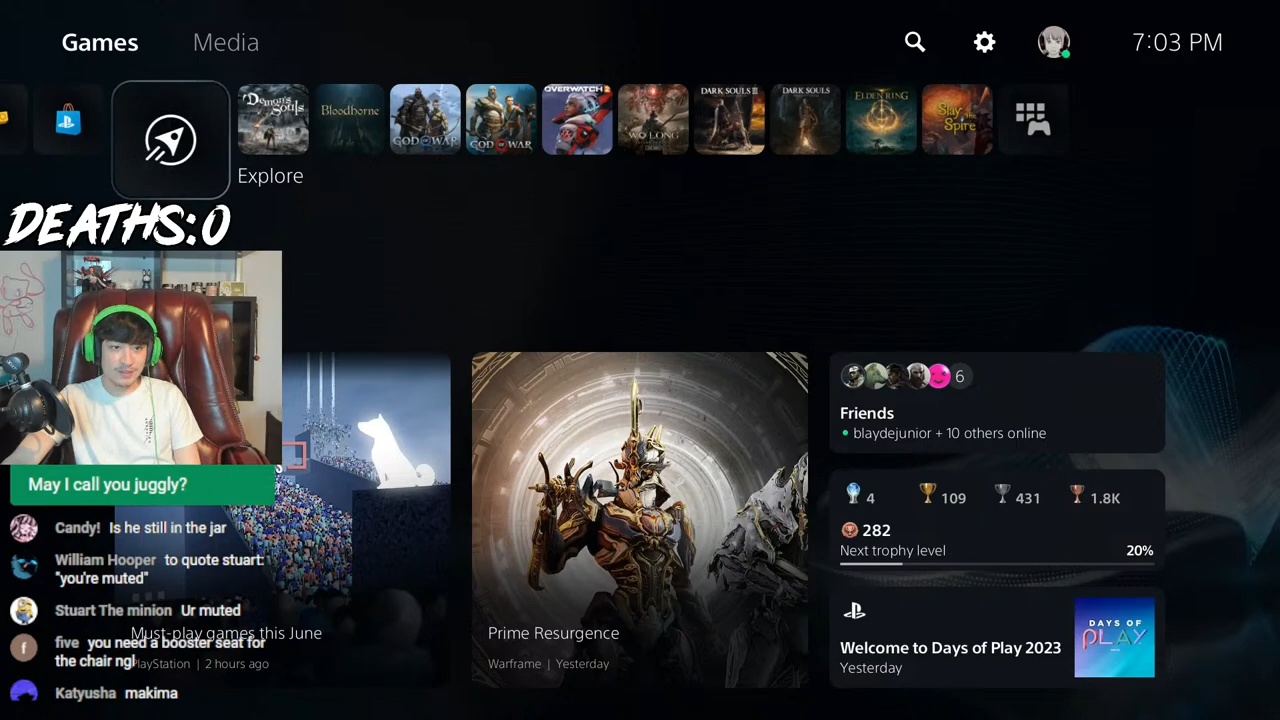 Games
Media
7:03 PM
Demon's Souls
Bloodborne
GOD OF WAR
GOD OF WAR
OVERWATCH 2
WO LONG
DARK SOULS III
DARK SOULS
ELDEN RING
Slay the Spire
Explore
DEATHS:0
May I call you juggly?
Candy! Is he still in the jar
William Hooper to quote stuart:
"you're muted"
Stuart The minion Ur muted
f
five you need a booster seat for
the chair ngl
Katyusha makima
Must-play games this June
PlayStation | 2 hours ago
Prime Resurgence
Warframe | Yesterday
6
Friends
blaydejunior + 10 others online
4
109
431
1.8K
282
Next trophy level
20%
Welcome to Days of Play 2023
Yesterday
DAYS OF
PLAY